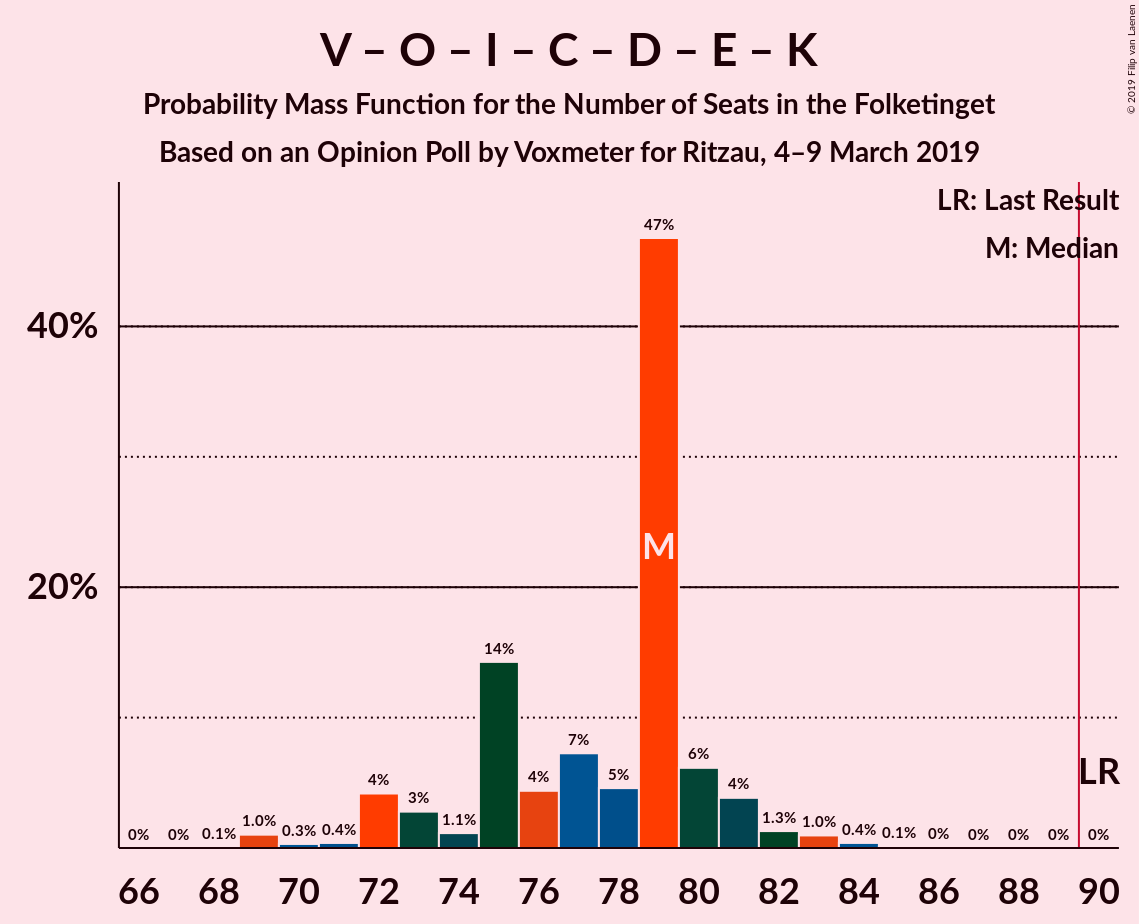 V – O – I – C – D – E – K
Probability Mass Function for the Number of Seats in the Folketinget
Based on an Opinion Poll by Voxmeter for Ritzau, 4–9 March 2019
© 2019 Filip van Laenen
LR: Last Result
M: Median
47%
40%
M
20%
14%
7%
6%
5%
4%
4%
4%
3%
LR
1.3%
1.1%
1.0%
1.0%
0.3%
0.4%
0.4%
0% 0% 0.1% 0.1% 0% 0% 0% 0% 0%
66 68 70 72 74 76 78 80 82 84 86 88 90